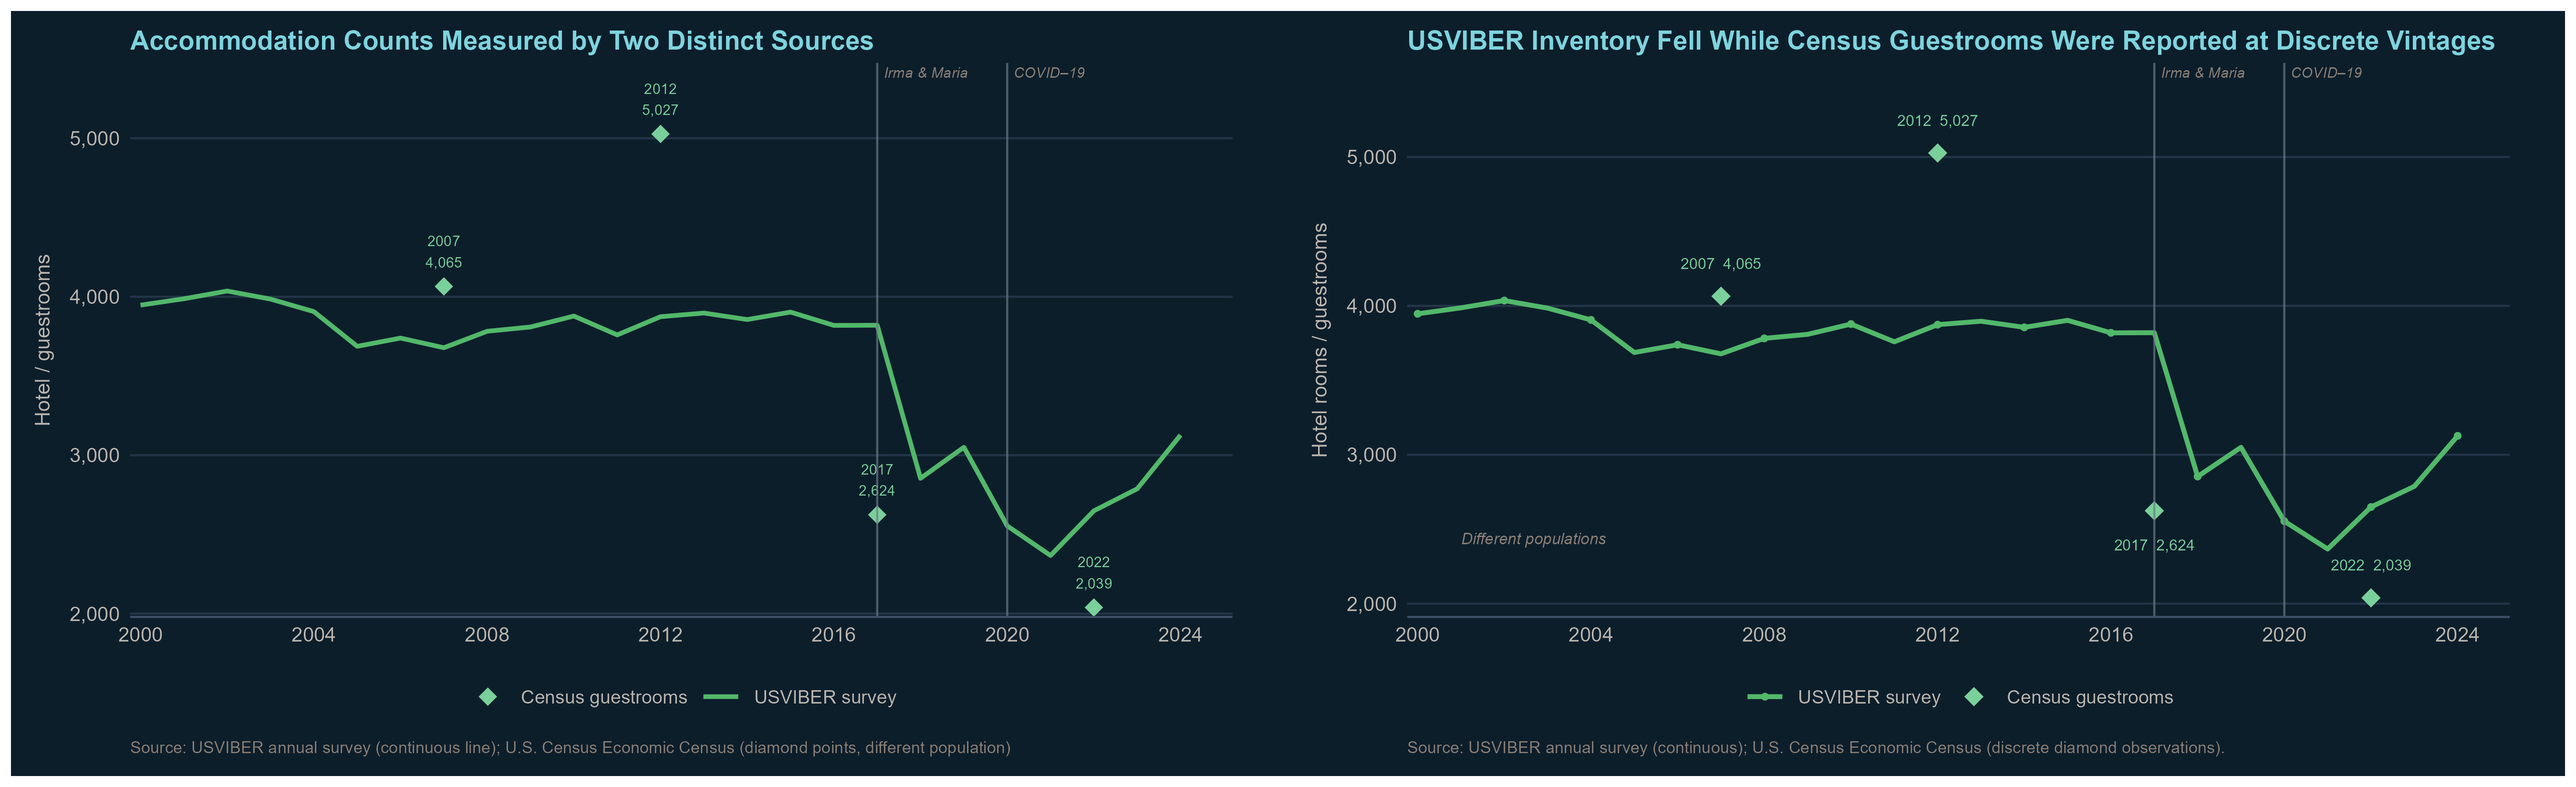 Accommodation Counts Measured by Two Distinct Sources
Irma & Maria
COVID–19
2012
5,027
5,000
2007
4,065
4,000
Hotel / guestrooms
3,000
2017
2,624
2022
2,039
2,000
2000 2004 2008 2012 2016 2020 2024
Census guestrooms USVIBER survey
Source: USVIBER annual survey (continuous line); U.S. Census Economic Census (diamond points, different population)
USVIBER Inventory Fell While Census Guestrooms Were Reported at Discrete Vintages
Irma & Maria
COVID–19
2012 5,027
5,000
2007 4,065
4,000
Hotel rooms / guestrooms
3,000
Different populations
2017 2,624
2022 2,039
2,000
2000 2004 2008 2012 2016 2020 2024
USVIBER survey Census guestrooms
Source: USVIBER annual survey (continuous); U.S. Census Economic Census (discrete diamond observations).